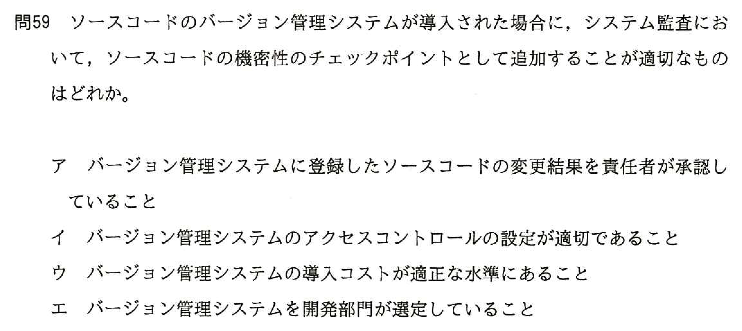 問59 ソースコードのバージョン管理システムが導入された場合に，システム監査にお
いて，ソースコードの機密性のチェックポイントとして追加することが適切なもの
はどれか。
ア バージョン管理システムに登録したソースコードの変更結果を責任者が承認し
ていること
イ バージョン管理システムのアクセスコントロールの設定が適切であること
ウ バージョン管理システムの導入コストが適正な水準にあること
エ バージョン管理システムを開発部門が選定していること